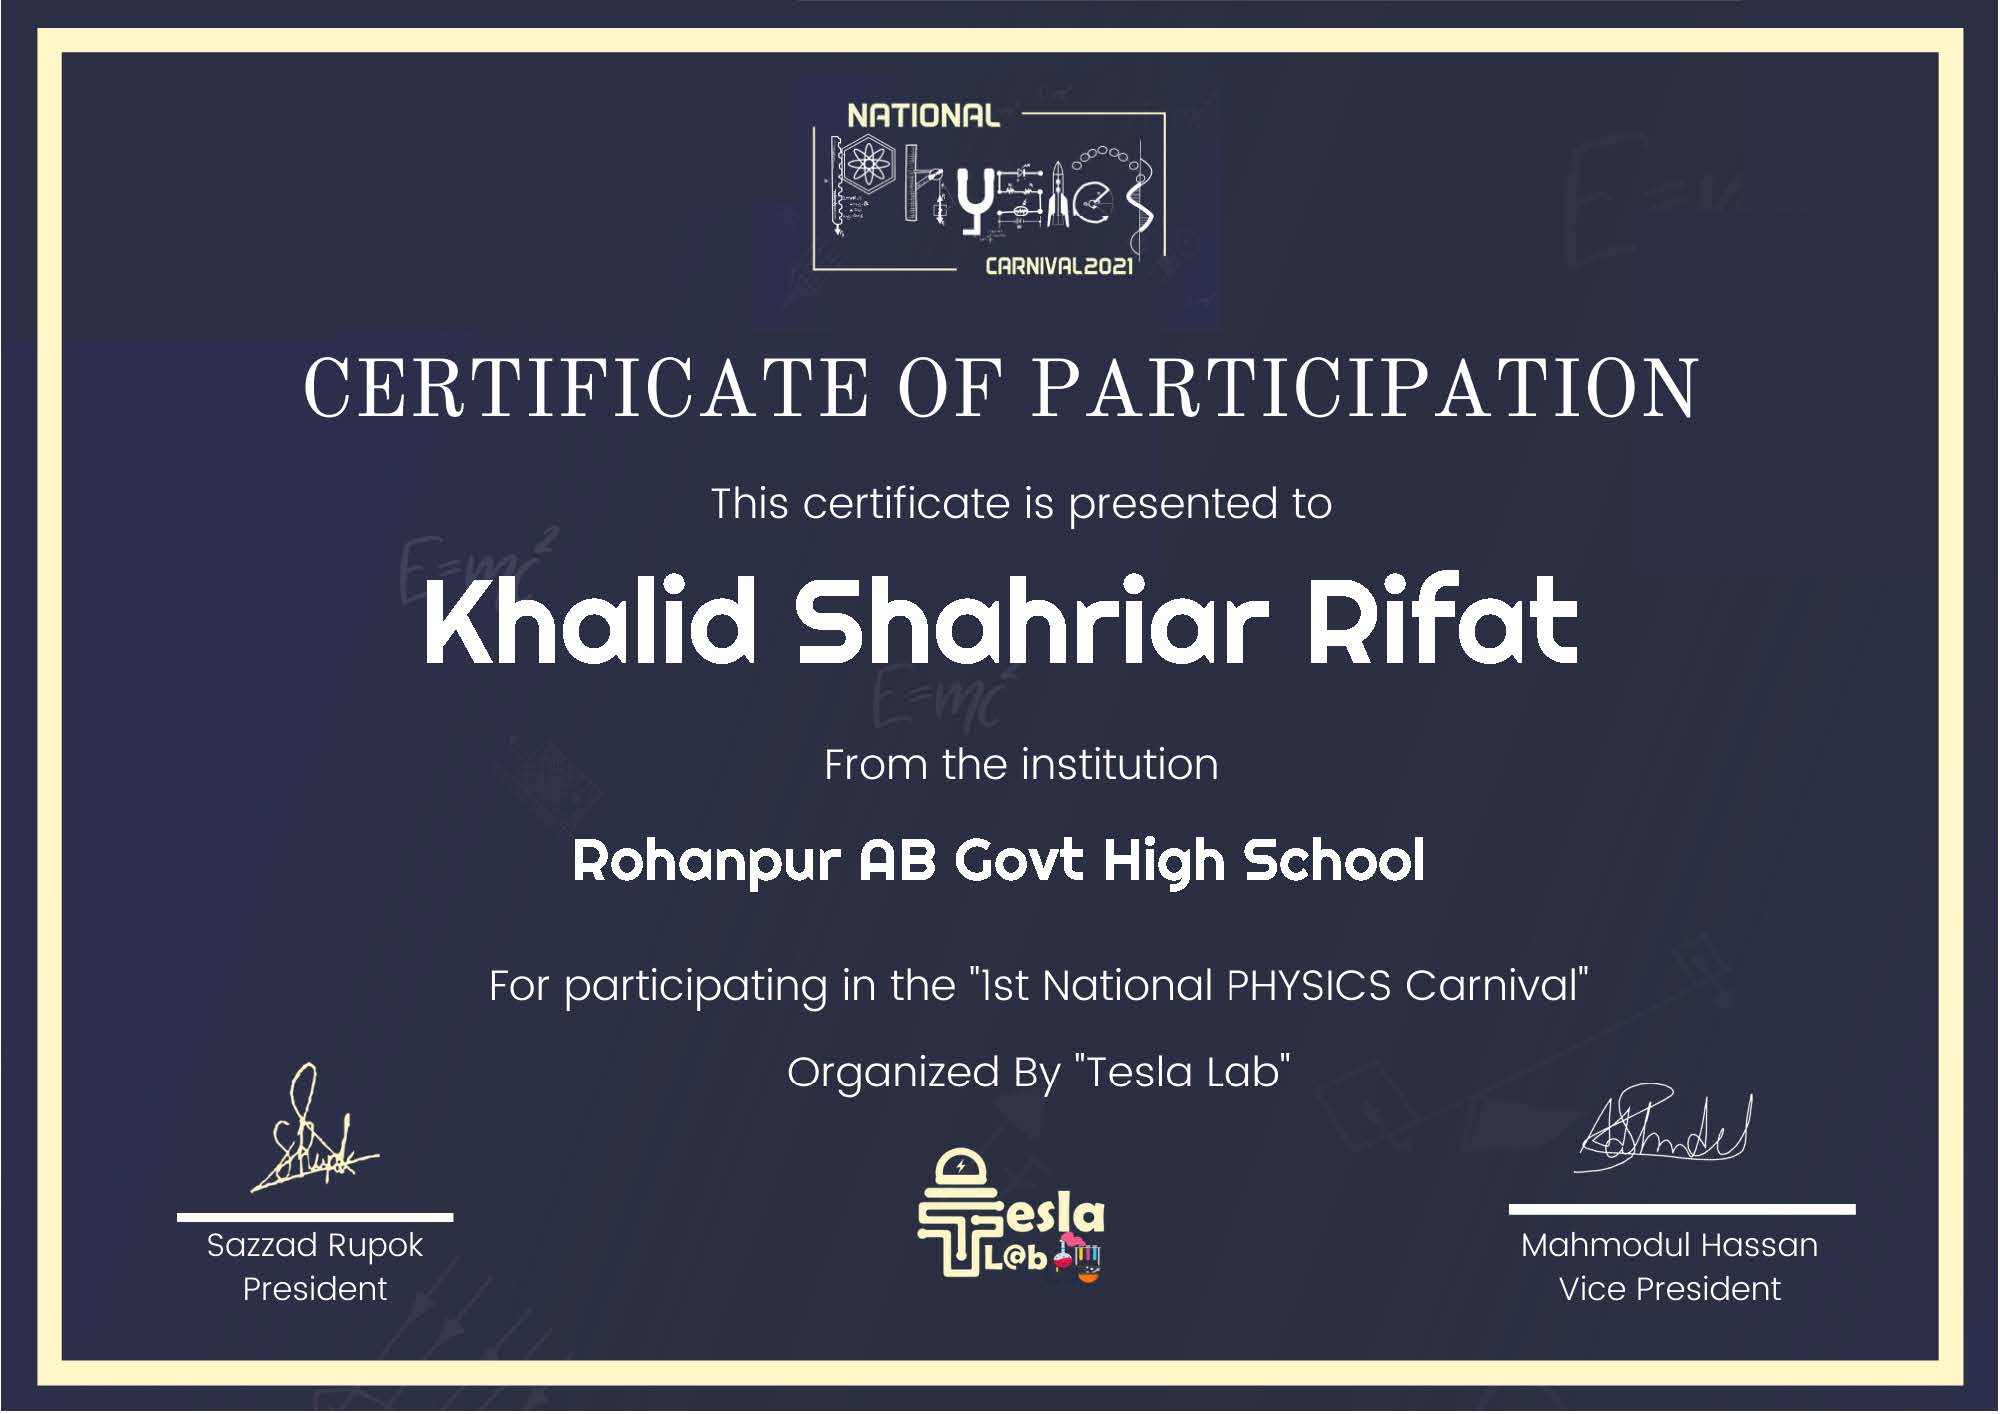 NATIONAL
Physics
CARNIVAL2021
CERTIFICATE OF PARTICIPATION
This certificate is presented to
E=mc²
Khalid Shahriar Rifat
E=mc²
From the institution
Rohanpur AB Govt High School
For participating in the "1st National PHYSICS Carnival"
Organized By "Tesla Lab"
Tesla
L@b
Sazzad Rupok
President
Mahmodul Hassan
Vice President